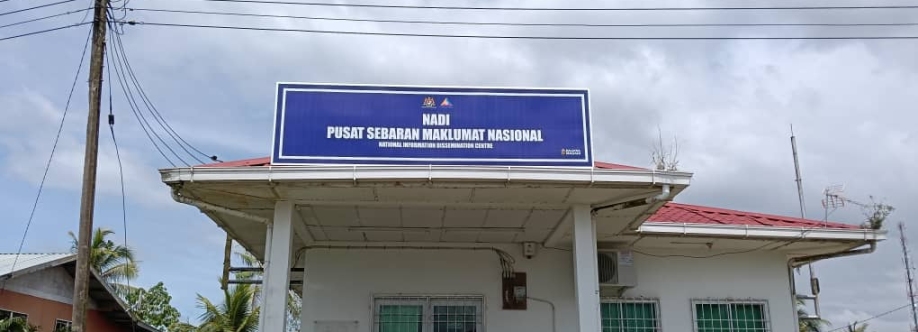 NADI
PUSAT SEBARAN MAKLUMAT NASIONAL
NATIONAL INFORMATION DISSEMINATION CENTRE